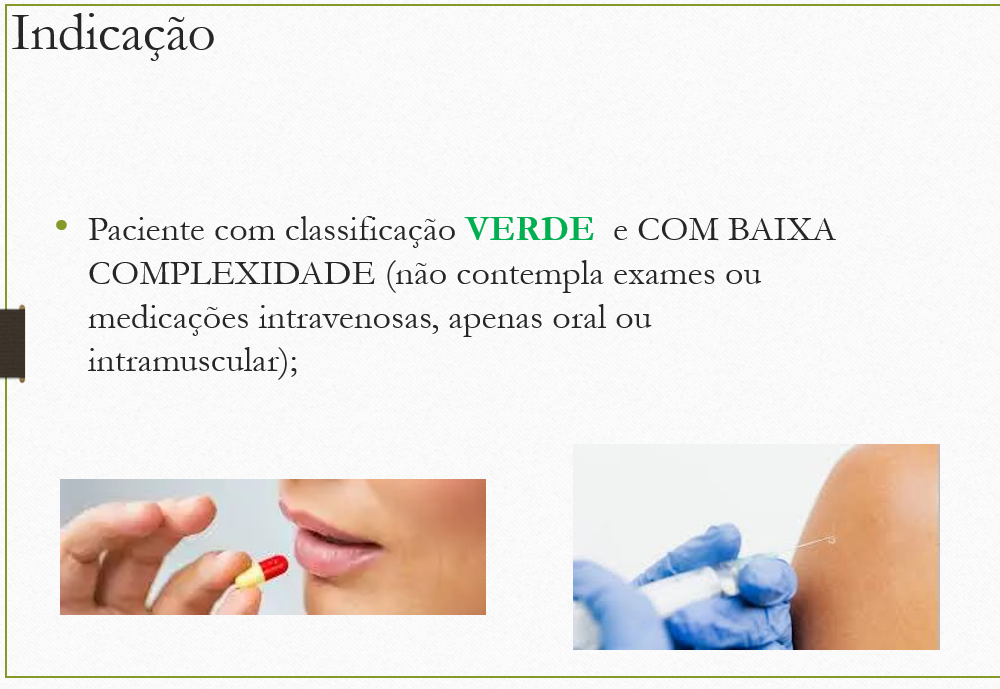 Indicação
• Paciente com classificação VERDE e COM BAIXA
COMPLEXIDADE (não contempla exames ou
medicações intravenosas, apenas oral ou
intramuscular);